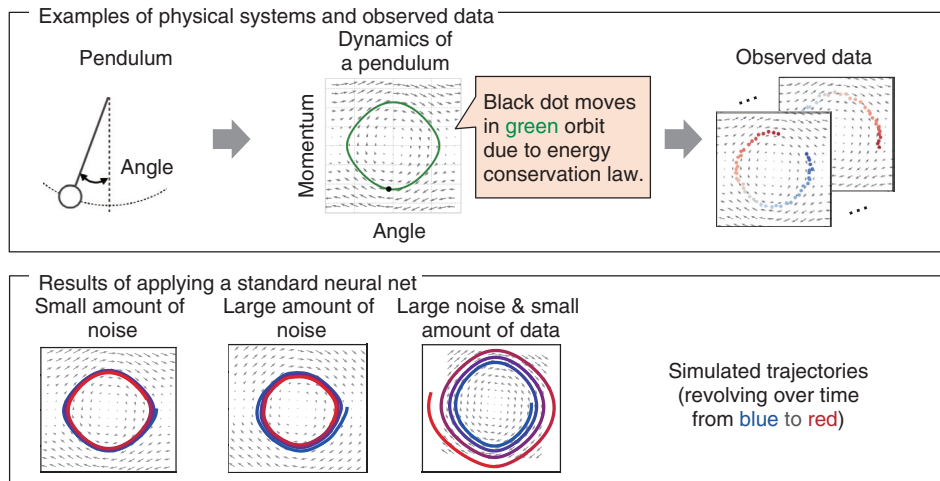 Examples of physical systems and observed data
Pendulum
Angle
Dynamics of
a pendulum
Momentum
Angle
Black dot moves
in green orbit
due to energy
conservation law.
Observed data
Results of applying a standard neural net
Small amount of
noise
Large amount of
noise
Large noise & small
amount of data
Simulated trajectories
(revolving over time
from blue to red)